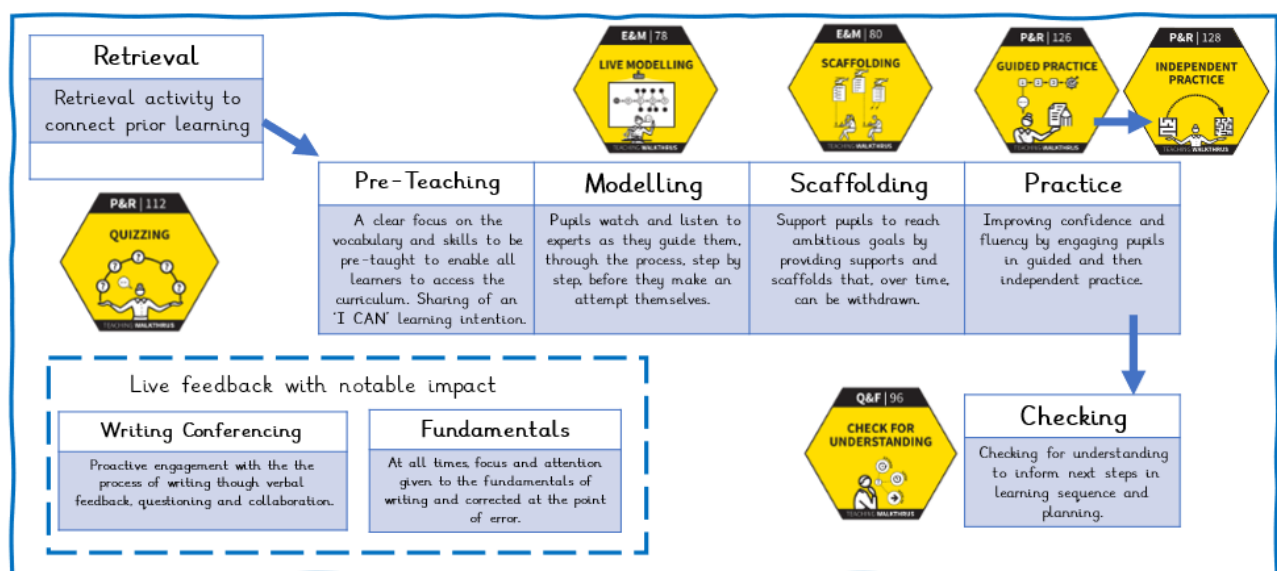 Retrieval
Retrieval activity to
connect prior learning
P&R | 112
QUIZZING
TEACHING WALKTHRUS
E&M | 78
LIVE MODELLING
TEACHING WALKTHRUS
E&M | 80
SCAFFOLDING
TEACHING WALKTHRUS
P&R | 126
GUIDED PRACTICE
TEACHING WALKTHRUS
P&R | 128
INDEPENDENT
PRACTICE
TEACHING WALKTHRUS
Pre-Teaching
A clear focus on the
vocabulary and skills to be
pre-taught to enable all
learners to access the
curriculum. Sharing of an
'I CAN' learning intention.
Modelling
Pupils watch and listen to
experts as they guide them,
through the process, step by
step, before they make an
attempt themselves.
Scaffolding
Support pupils to reach
ambitious goals by
providing supports and
scaffolds that, over time,
can be withdrawn.
Practice
Improving confidence and
fluency by engaging pupils
in guided and then
independent practice.
Live feedback with notable impact
Writing Conferencing
Proactive engagement with the the
process of writing though verbal
feedback, questioning and collaboration.
Fundamentals
At all times, focus and attention
given to the fundamentals of
writing and corrected at the point
of error.
Q&F | 96
CHECK FOR
UNDERSTANDING
TEACHING WALKTHRUS
Checking
Checking for understanding
to inform next steps in
learning sequence and
planning.